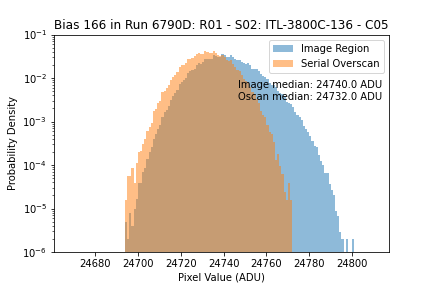 Bias 166 in Run 6790D: R01 - S02: ITL-3800C-136 - C05
Image Region
Serial Overscan
Image median: 24740.0 ADU
Oscan median: 24732.0 ADU
Probability Density
10⁻¹
10⁻²
10⁻³
10⁻⁴
10⁻⁵
10⁻⁶
24680 24700 24720 24740 24760 24780 24800
Pixel Value (ADU)